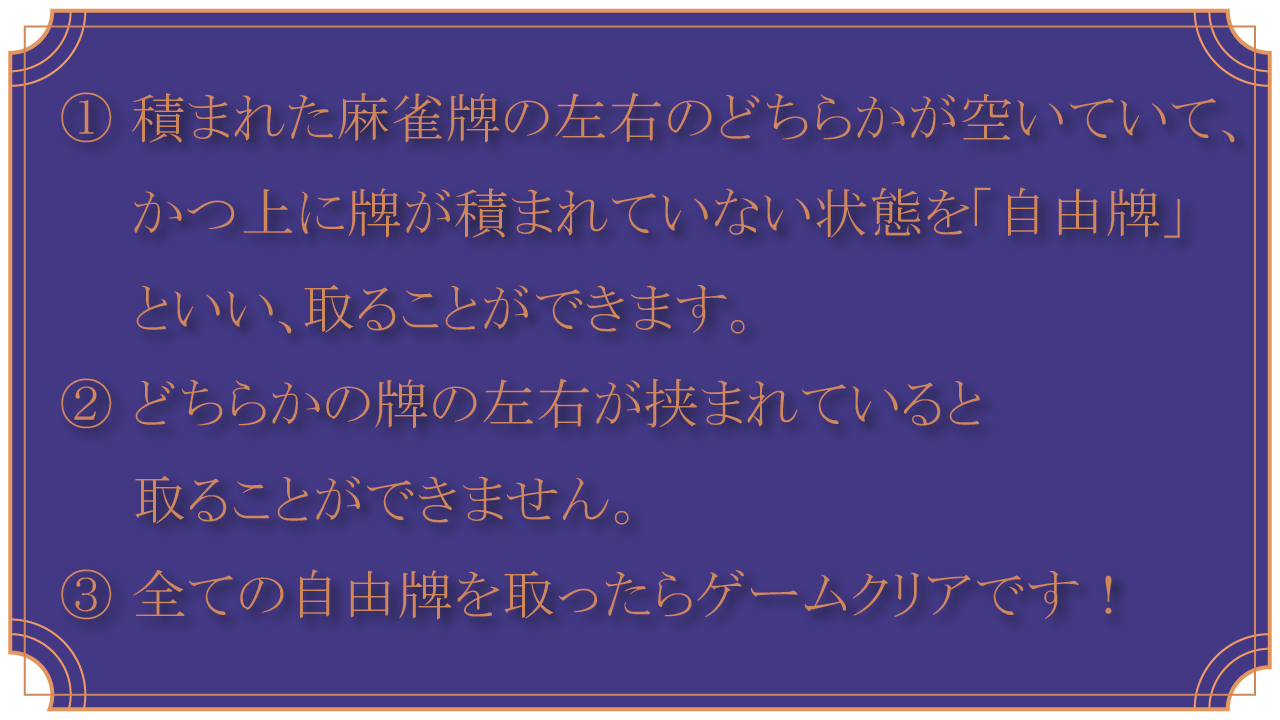 ① 積まれた麻雀牌の左右のどちらかが空いていて、
かつ上に牌が積まれていない状態を「自由牌」
といい、取ることができます。
② どちらかの牌の左右が挟まれていると
取ることができません。
③ 全ての自由牌を取ったらゲームクリアです！